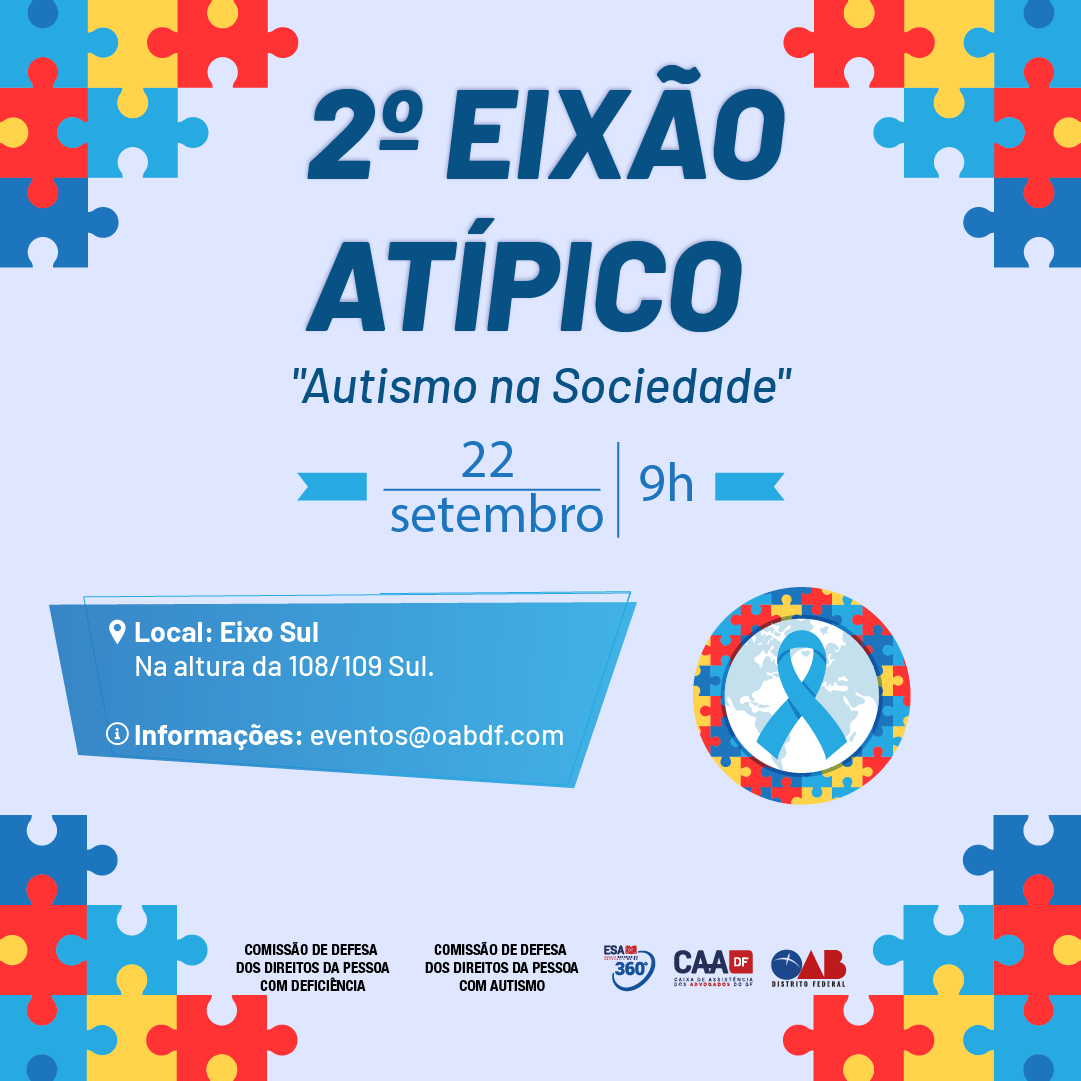 2º EIXÃO
ATÍPICO
"Autismo na Sociedade"
22
setembro
9h
Local: Eixo Sul
Na altura da 108/109 Sul.
Informações: eventos@oabdf.com
COMISSÃO DE DEFESA
DOS DIREITOS DA PESSOA
COM DEFICIÊNCIA
COMISSÃO DE DEFESA
DOS DIREITOS DA PESSOA
COM AUTISMO
ESA
360º
CAA DF
CAIXA DE ASSISTÊNCIA
DOS ADVOGADOS DO DF
OAB
DISTRITO FEDERAL